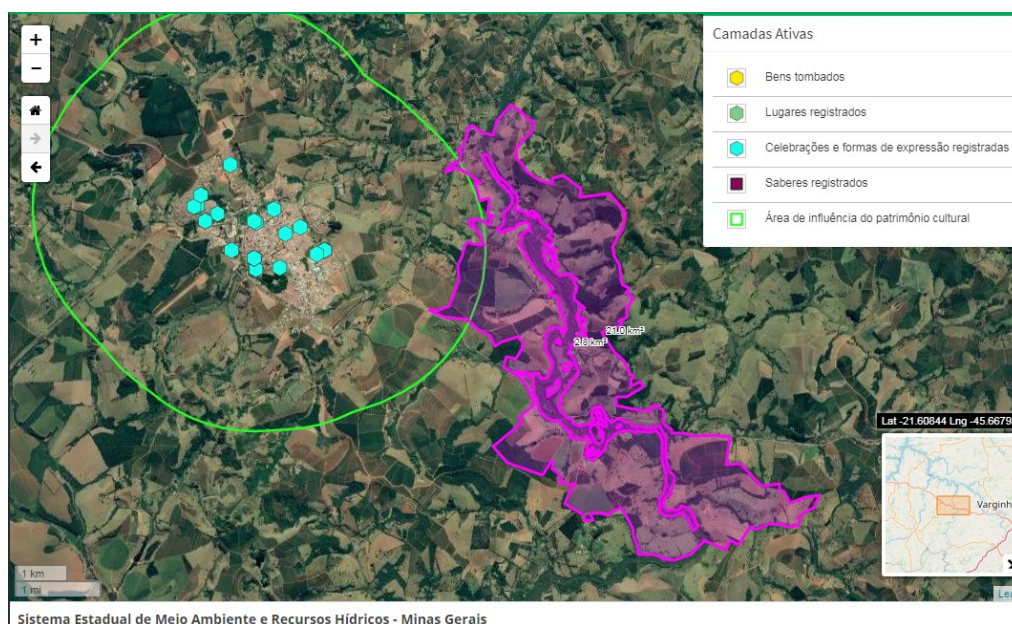 +
−
Camadas Ativas
Bens tombados
Lugares registrados
Celebrações e formas de expressão registradas
Saberes registrados
Área de influência do patrimônio cultural
21.0 km²
2.8 km²
Lat -21.60844 Lng -45.6679
Varginh
1 km
1 mi
Lea
Sistema Estadual de Meio Ambiente e Recursos Hídricos - Minas Gerais